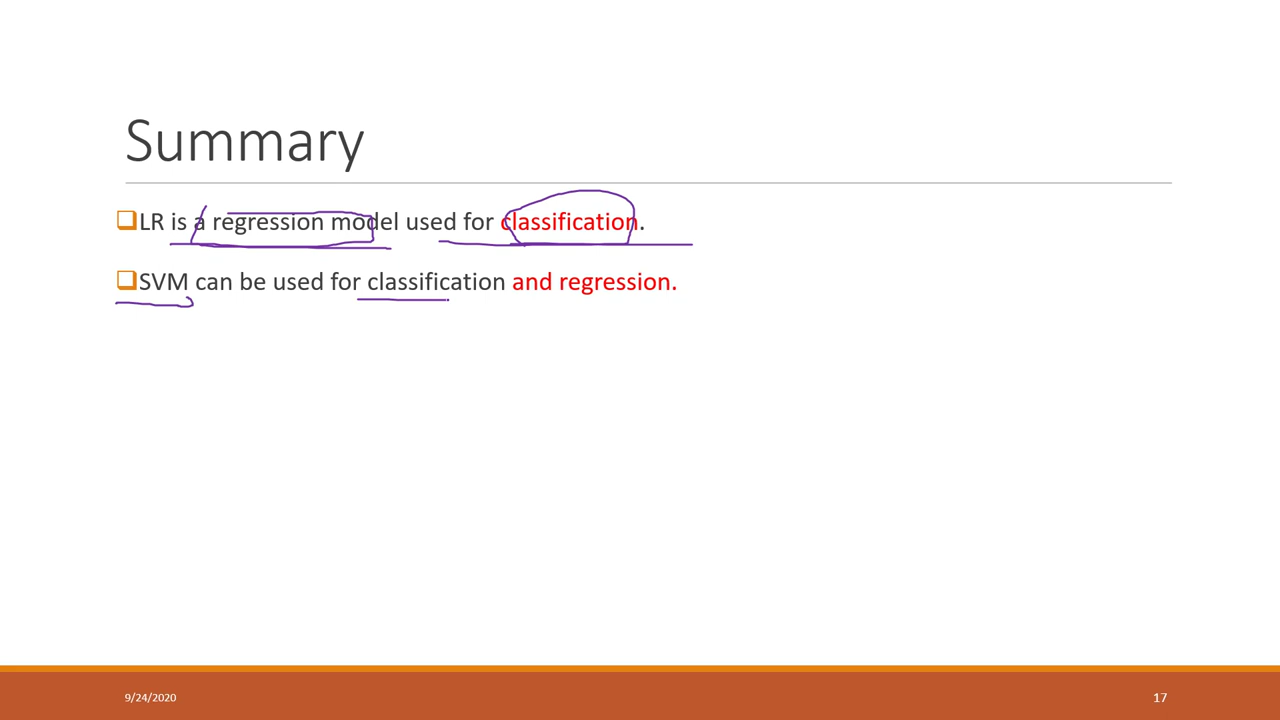 Summary
LR is a regression model used for classification.
SVM can be used for classification and regression.
9/24/2020
17